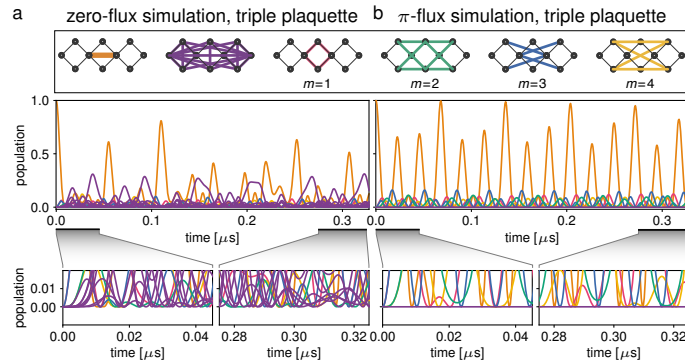 a
zero-flux simulation, triple plaquette
b
π-flux simulation, triple plaquette
m=1
m=2
m=3
m=4
population
1.0
0.5
0.0
0.0
0.1
0.2
0.3
time [μs]
population
0.0
0.1
0.2
0.3
time [μs]
population
0.01
0.00
0.00
0.02
0.04
time [μs]
0.28
0.30
0.32
time [μs]
population
0.00
0.02
0.04
time [μs]
0.28
0.30
0.32
time [μs]